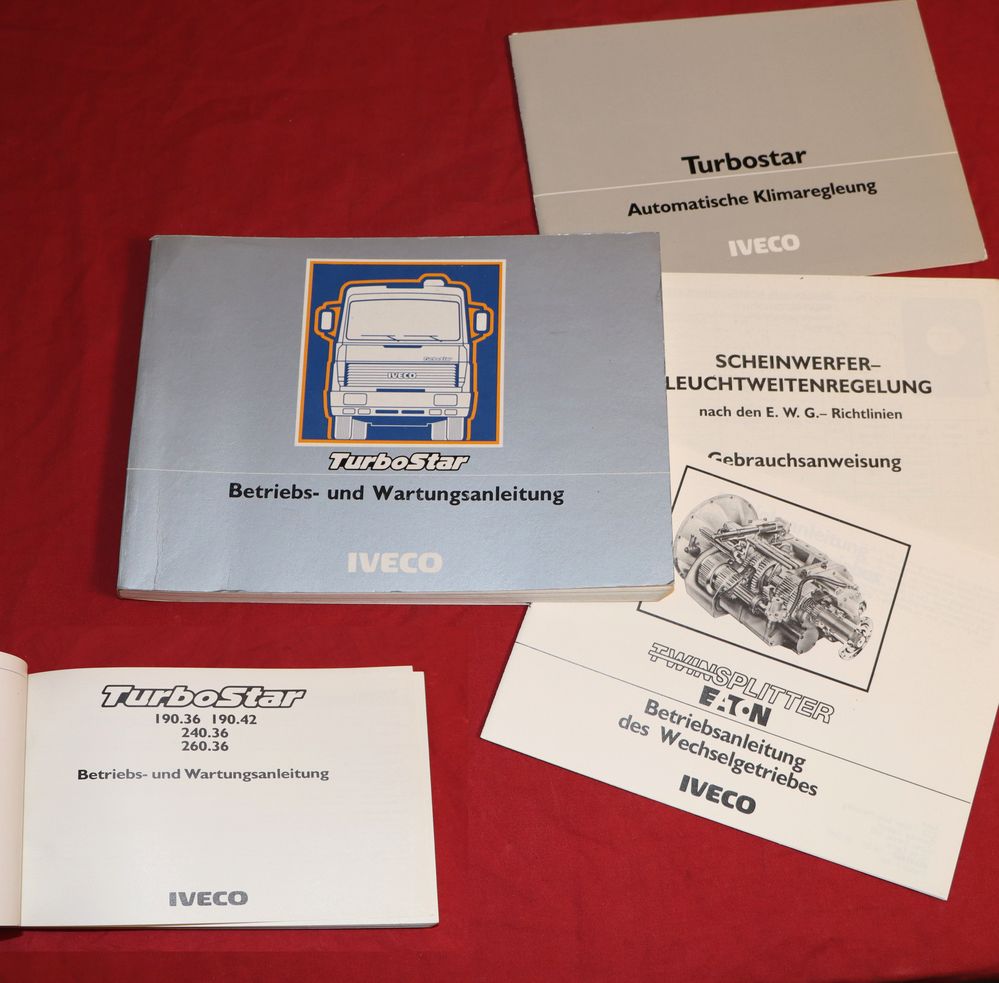 Turbostar
Automatische Klimaregleung
IVECO
TurboStar
IVECO
TurboStar
Betriebs- und Wartungsanleitung
IVECO
SCHEINWERFER-
LEUCHTWEITENREGELUNG
nach den E. W. G.- Richtlinien
Gebrauchsanweisung
TWINSPLITTER
EATON
Betriebsanleitung
des Wechselgetriebes
IVECO
TurboStar
190.36 190.42
240.36
260.36
Betriebs- und Wartungsanleitung
IVECO